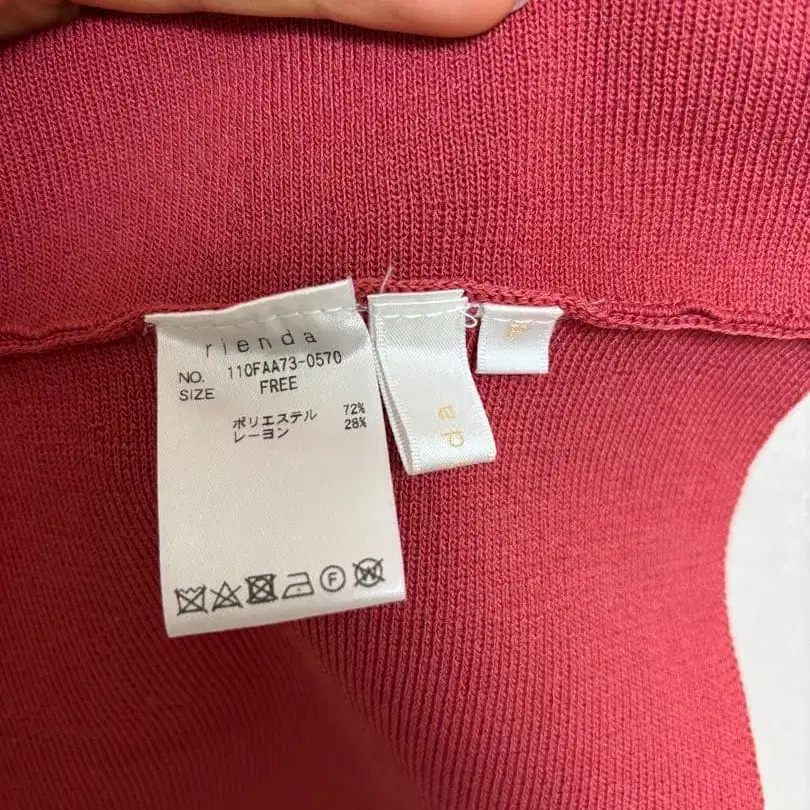 rienda
NO. 110FAA73-0570
SIZE FREE
ポリエステル 72%
レーヨン 28%
F
W
F